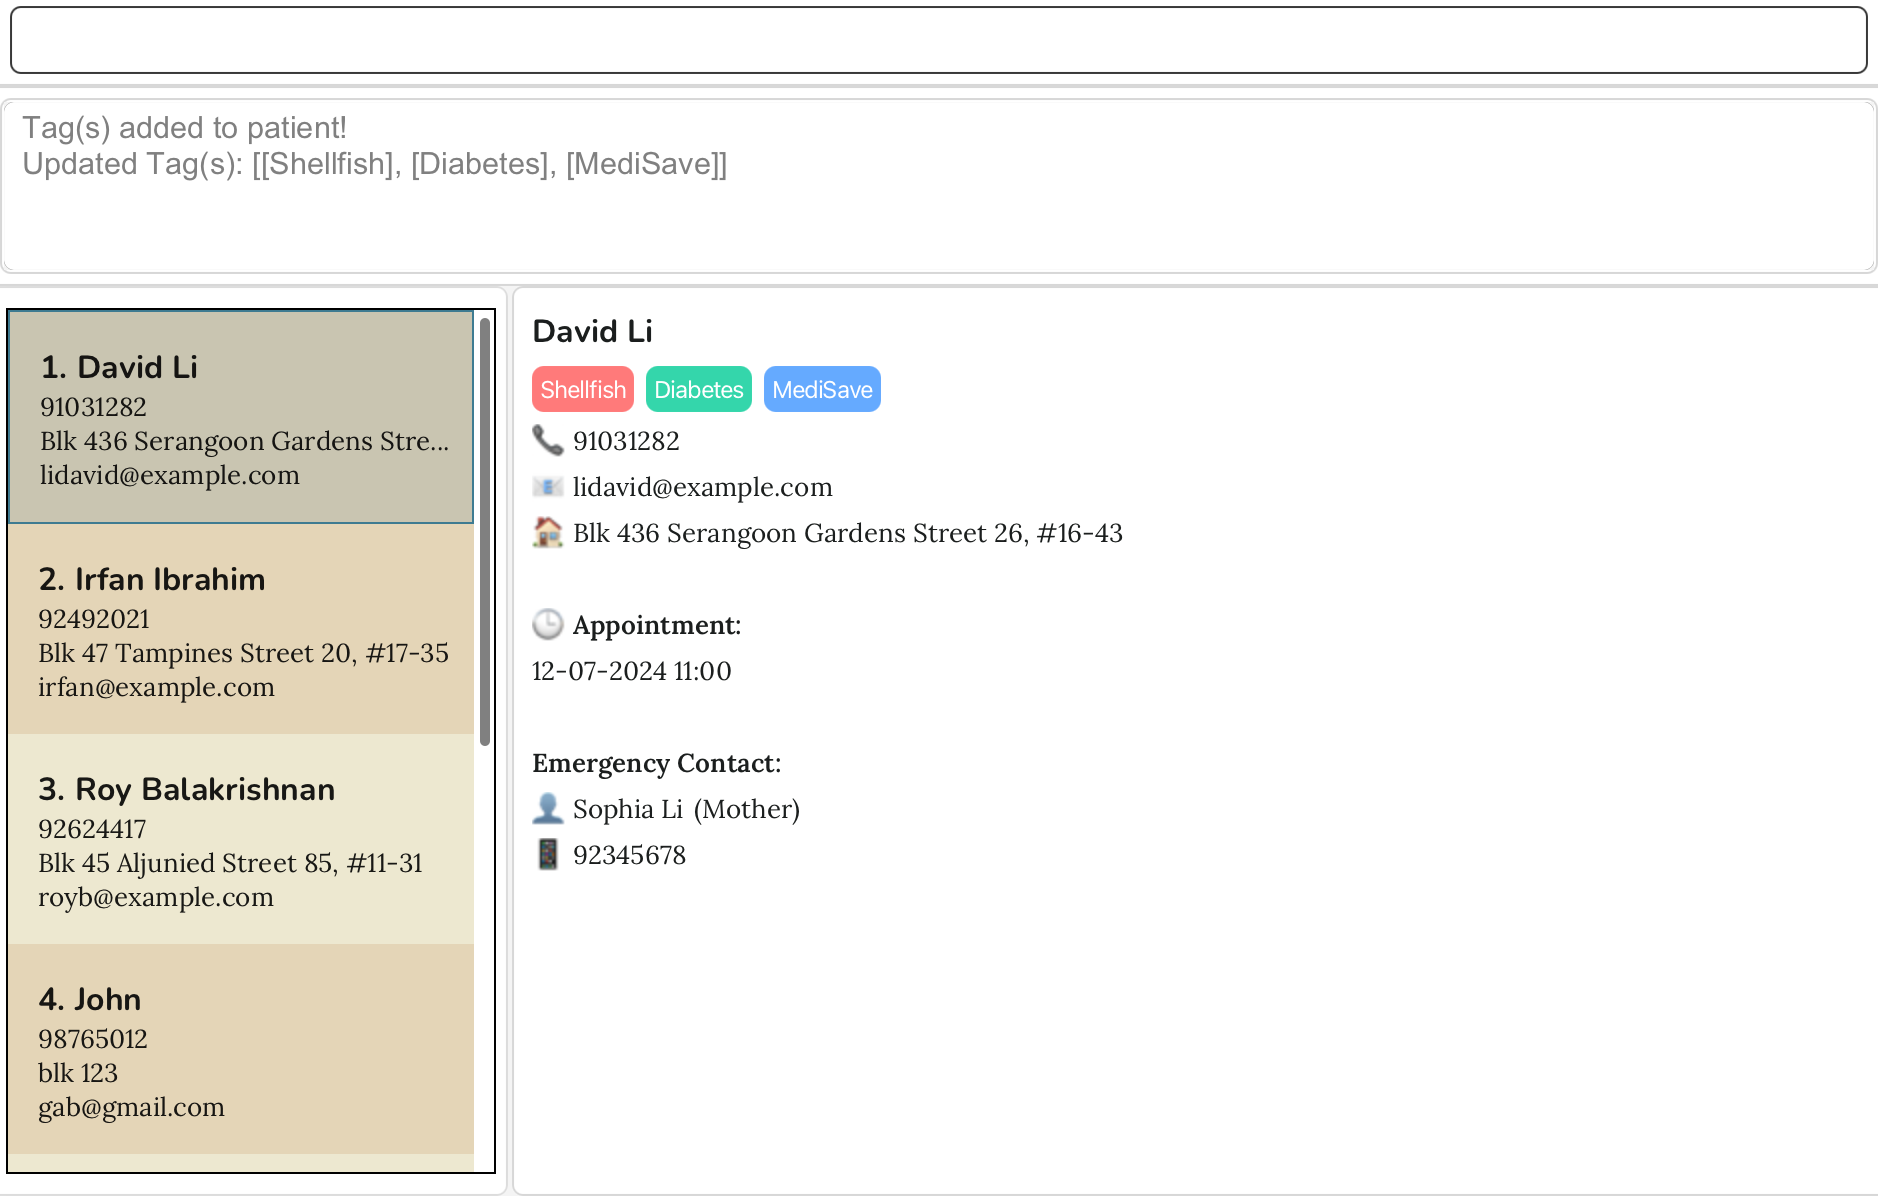 Tag(s) added to patient!
Updated Tag(s): [[Shellfish], [Diabetes], [MediSave]]
1. David Li
91031282
Blk 436 Serangoon Gardens Stre...
lidavid@example.com
2. Irfan Ibrahim
92492021
Blk 47 Tampines Street 20, #17-35
irfan@example.com
3. Roy Balakrishnan
92624417
Blk 45 Aljunied Street 85, #11-31
royb@example.com
4. John
98765012
blk 123
gab@gmail.com
David Li
Shellfish Diabetes MediSave
91031282
lidavid@example.com
Blk 436 Serangoon Gardens Street 26, #16-43
Appointment:
12-07-2024 11:00
Emergency Contact:
Sophia Li (Mother)
92345678